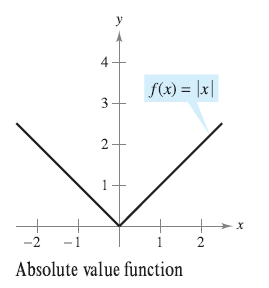 y
4
3
2
1
f(x) = |x|
-2 -1 1 2 x
Absolute value function